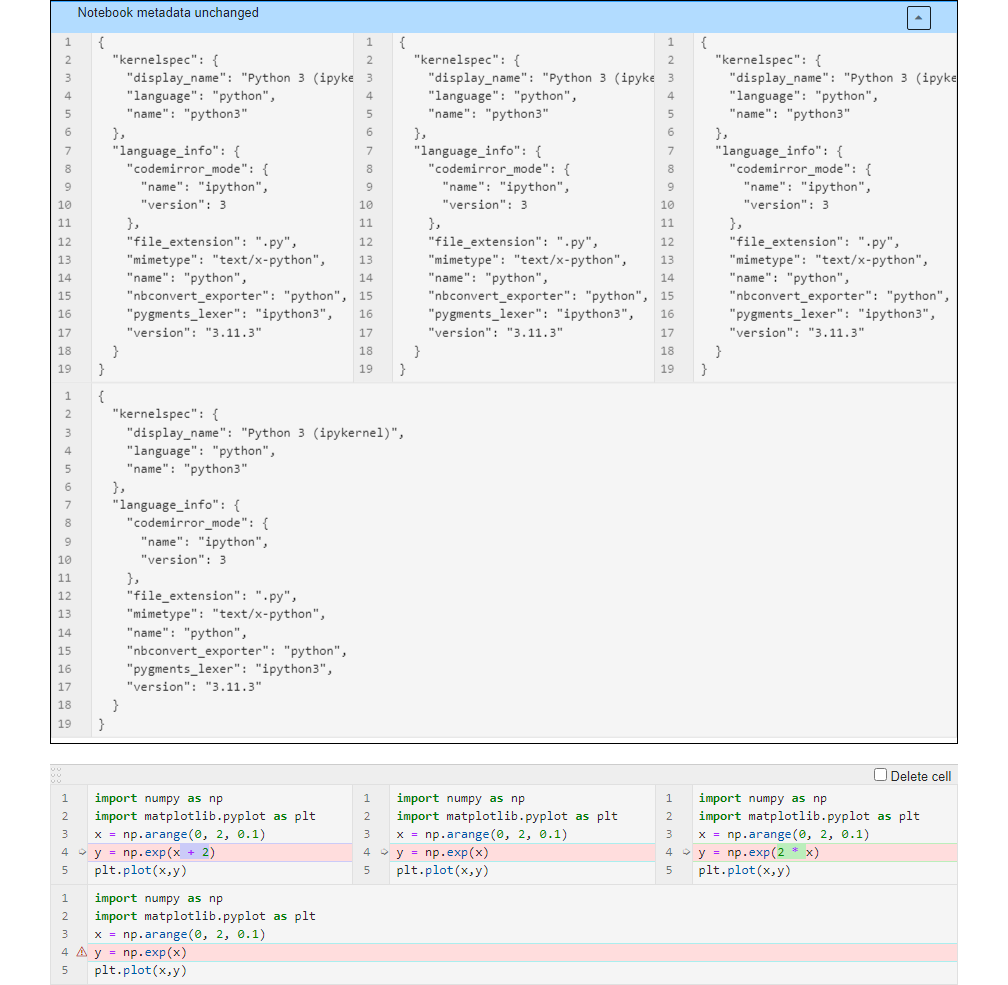 Notebook metadata unchanged
1 {
2   "kernelspec": {
3     "display_name": "Python 3 (ipyke
4     "language": "python",
5     "name": "python3"
6   },
7   "language_info": {
8     "codemirror_mode": {
9       "name": "ipython",
10       "version": 3
11     },
12     "file_extension": ".py",
13     "mimetype": "text/x-python",
14     "name": "python",
15     "nbconvert_exporter": "python",
16     "pygments_lexer": "ipython3",
17     "version": "3.11.3"
18   }
19 }
1 {
2   "kernelspec": {
3     "display_name": "Python 3 (ipyke
4     "language": "python",
5     "name": "python3"
6   },
7   "language_info": {
8     "codemirror_mode": {
9       "name": "ipython",
10       "version": 3
11     },
12     "file_extension": ".py",
13     "mimetype": "text/x-python",
14     "name": "python",
15     "nbconvert_exporter": "python",
16     "pygments_lexer": "ipython3",
17     "version": "3.11.3"
18   }
19 }
1 {
2   "kernelspec": {
3     "display_name": "Python 3 (ipyke
4     "language": "python",
5     "name": "python3"
6   },
7   "language_info": {
8     "codemirror_mode": {
9       "name": "ipython",
10       "version": 3
11     },
12     "file_extension": ".py",
13     "mimetype": "text/x-python",
14     "name": "python",
15     "nbconvert_exporter": "python",
16     "pygments_lexer": "ipython3",
17     "version": "3.11.3"
18   }
19 }
1 {
2   "kernelspec": {
3     "display_name": "Python 3 (ipykernel)",
4     "language": "python",
5     "name": "python3"
6   },
7   "language_info": {
8     "codemirror_mode": {
9       "name": "ipython",
10       "version": 3
11     },
12     "file_extension": ".py",
13     "mimetype": "text/x-python",
14     "name": "python",
15     "nbconvert_exporter": "python",
16     "pygments_lexer": "ipython3",
17     "version": "3.11.3"
18   }
19 }
Delete cell
1 import numpy as np
2 import matplotlib.pyplot as plt
3 x = np.arange(0, 2, 0.1)
4 y = np.exp(x + 2)
5 plt.plot(x,y)
1 import numpy as np
2 import matplotlib.pyplot as plt
3 x = np.arange(0, 2, 0.1)
4 y = np.exp(x)
5 plt.plot(x,y)
1 import numpy as np
2 import matplotlib.pyplot as plt
3 x = np.arange(0, 2, 0.1)
4 y = np.exp(2 * x)
5 plt.plot(x,y)
1 import numpy as np
2 import matplotlib.pyplot as plt
3 x = np.arange(0, 2, 0.1)
4 ⚠ y = np.exp(x)
5 plt.plot(x,y)